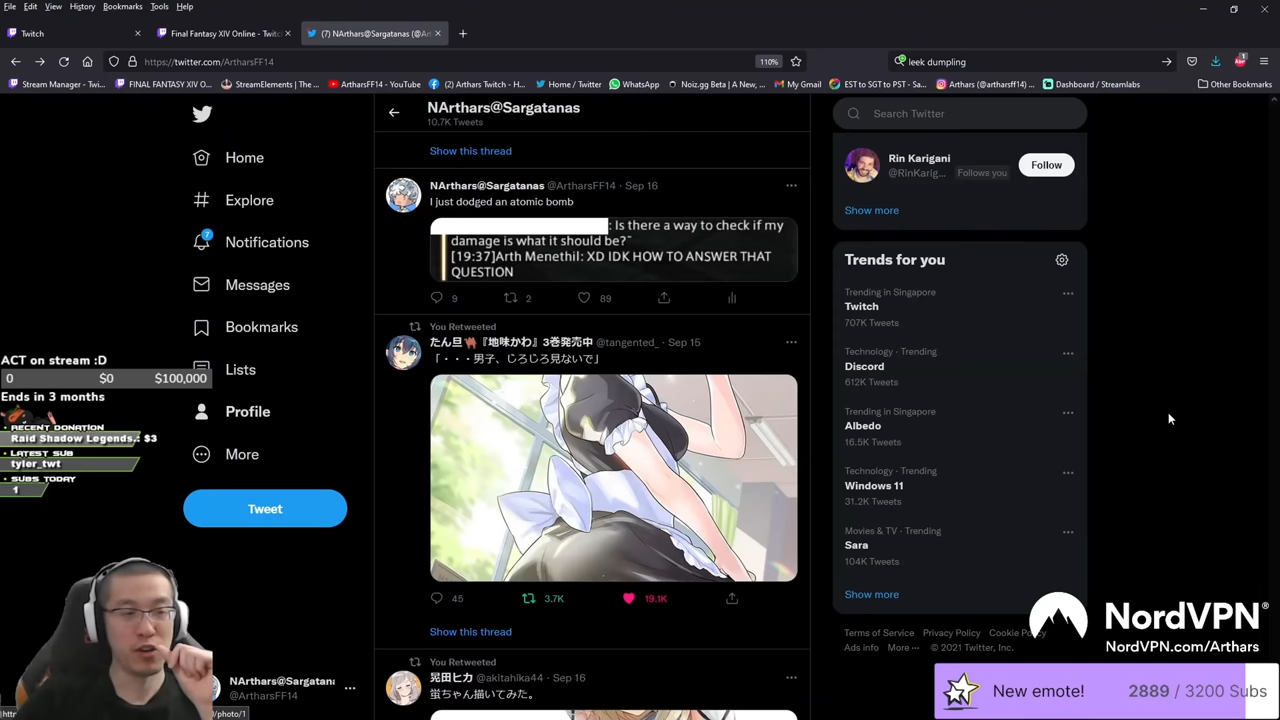 File Edit View History Bookmarks Tools Help
Twitch
Final Fantasy XIV Online - Twitc
(7) NArthars@Sargatanas (@Ar
https://twitter.com/ArtharsFF14
110%
leek dumpling
Stream Manager - Twi...
FINAL FANTASY XIV O...
StreamElements | The ...
ArtharsFF14 - YouTube
(2) Arthars Twitch - H...
Home / Twitter
WhatsApp
Noiz.gg Beta | A New, ...
My Gmail
EST to SGT to PST - Sa...
Arthars (@artharsff14) ...
Dashboard / Streamlabs
Other Bookmarks
Home
Explore
7
Notifications
Messages
Bookmarks
Lists
Profile
More
Tweet
NArthars@Sargatanas
10.7K Tweets
Show this thread
NArthars@Sargatanas @ArtharsFF14 · Sep 16
I just dodged an atomic bomb
: Is there a way to check if my
damage is what it should be?"
[19:37]Arth Menethil: XD IDK HOW TO ANSWER THAT
QUESTION
9 2 89
You Retweeted
たん旦🐫『地味かわ』3巻発売中 @tangented_ · Sep 15
「・・・男子、じろじろ見ないで」
45 3.7K 19.1K
Show this thread
You Retweeted
晃田ヒカ @akitahika44 · Sep 16
蛍ちゃん描いてみた。
Search Twitter
Rin Karigani
@RinKarig... Follows you
Follow
Show more
Trends for you
Trending in Singapore
Twitch
707K Tweets
Technology · Trending
Discord
612K Tweets
Trending in Singapore
Albedo
16.5K Tweets
Technology · Trending
Windows 11
31.2K Tweets
Movies & TV · Trending
Sara
104K Tweets
Show more
Terms of Service Privacy Policy Cookie Po
Ads info More ··· © 2021 Twitter, Inc.
ACT on stream :D
0 $0 $100,000
Ends in 3 months
RECENT DONATION
Raid Shadow Legends.: $3
LATEST SUB
tyler_twt
SUBS TODAY
1
NArthars@Sargatana
@ArtharsFF14
/photo/1
NordVPN®
NordVPN.com/Arthars
New emote! 2889 / 3200 Subs